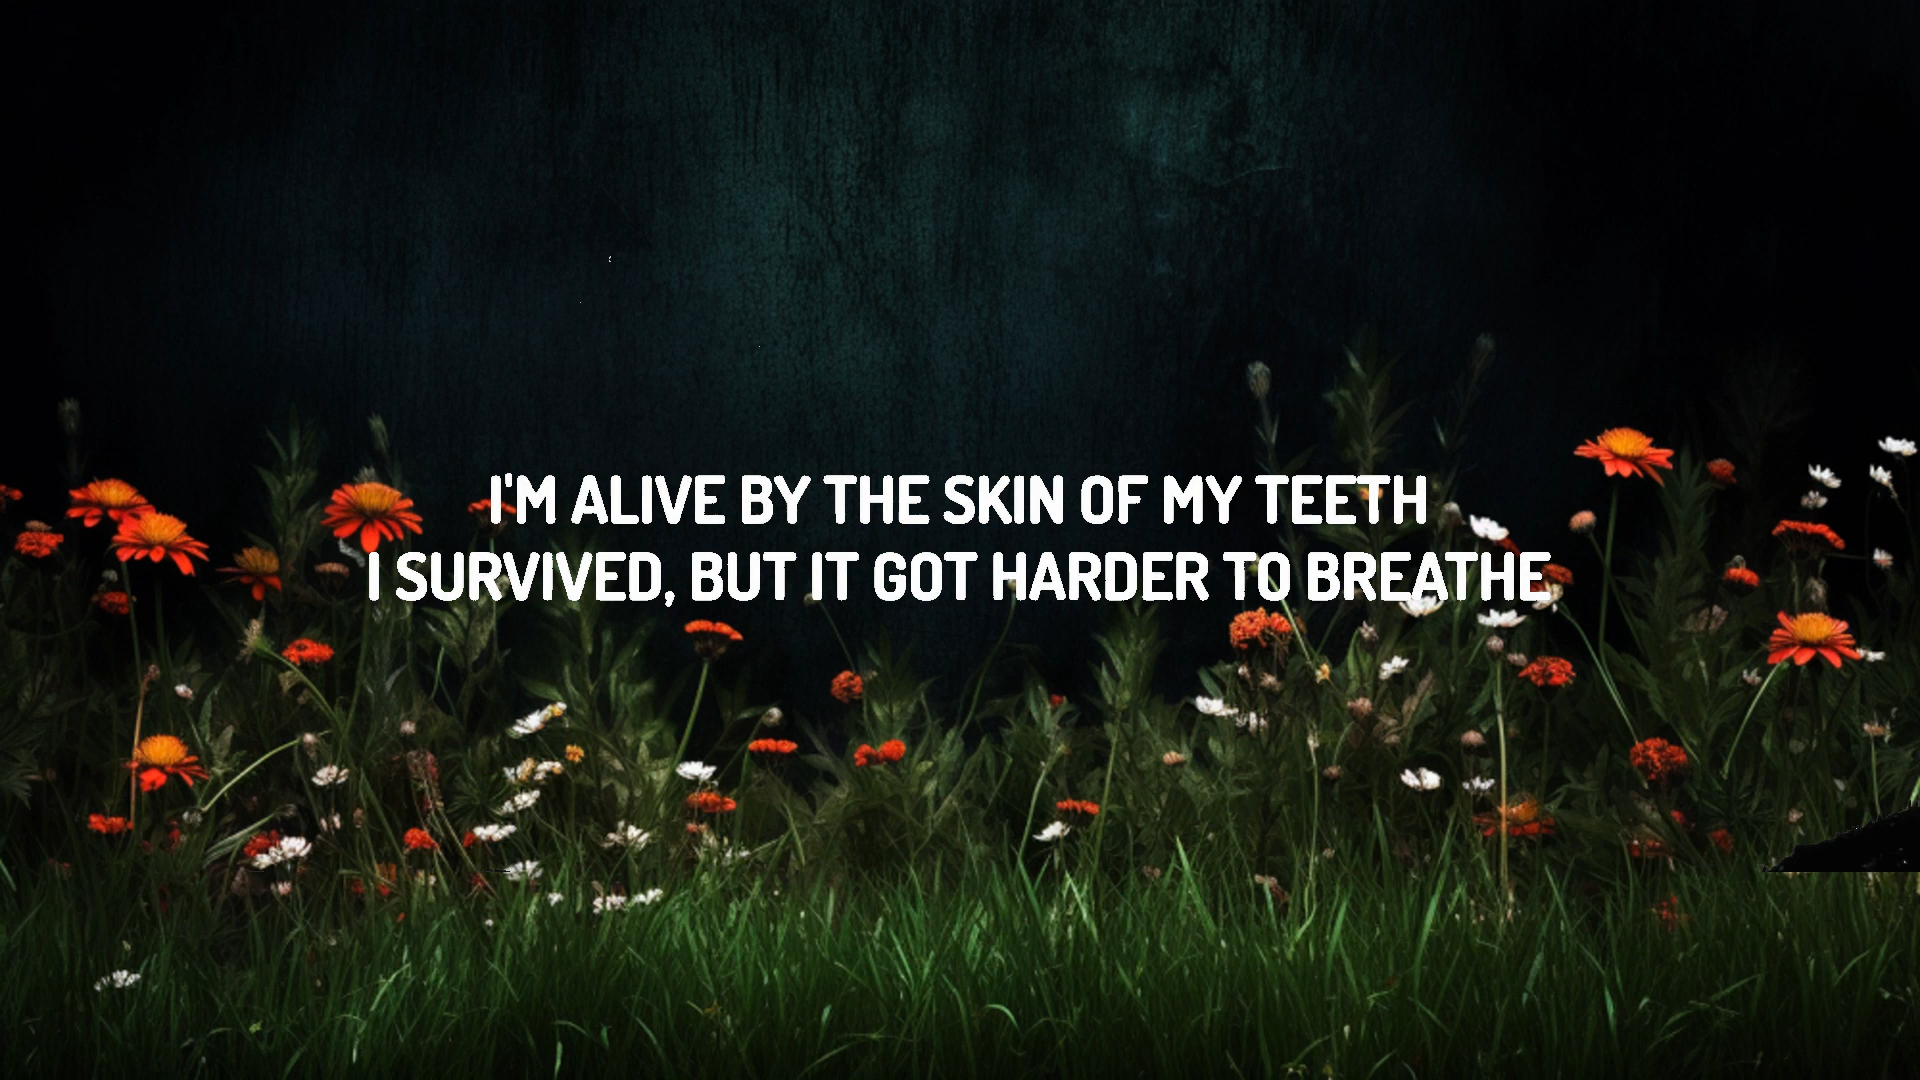 I'M ALIVE BY THE SKIN OF MY TEETH
I SURVIVED, BUT IT GOT HARDER TO BREATHE